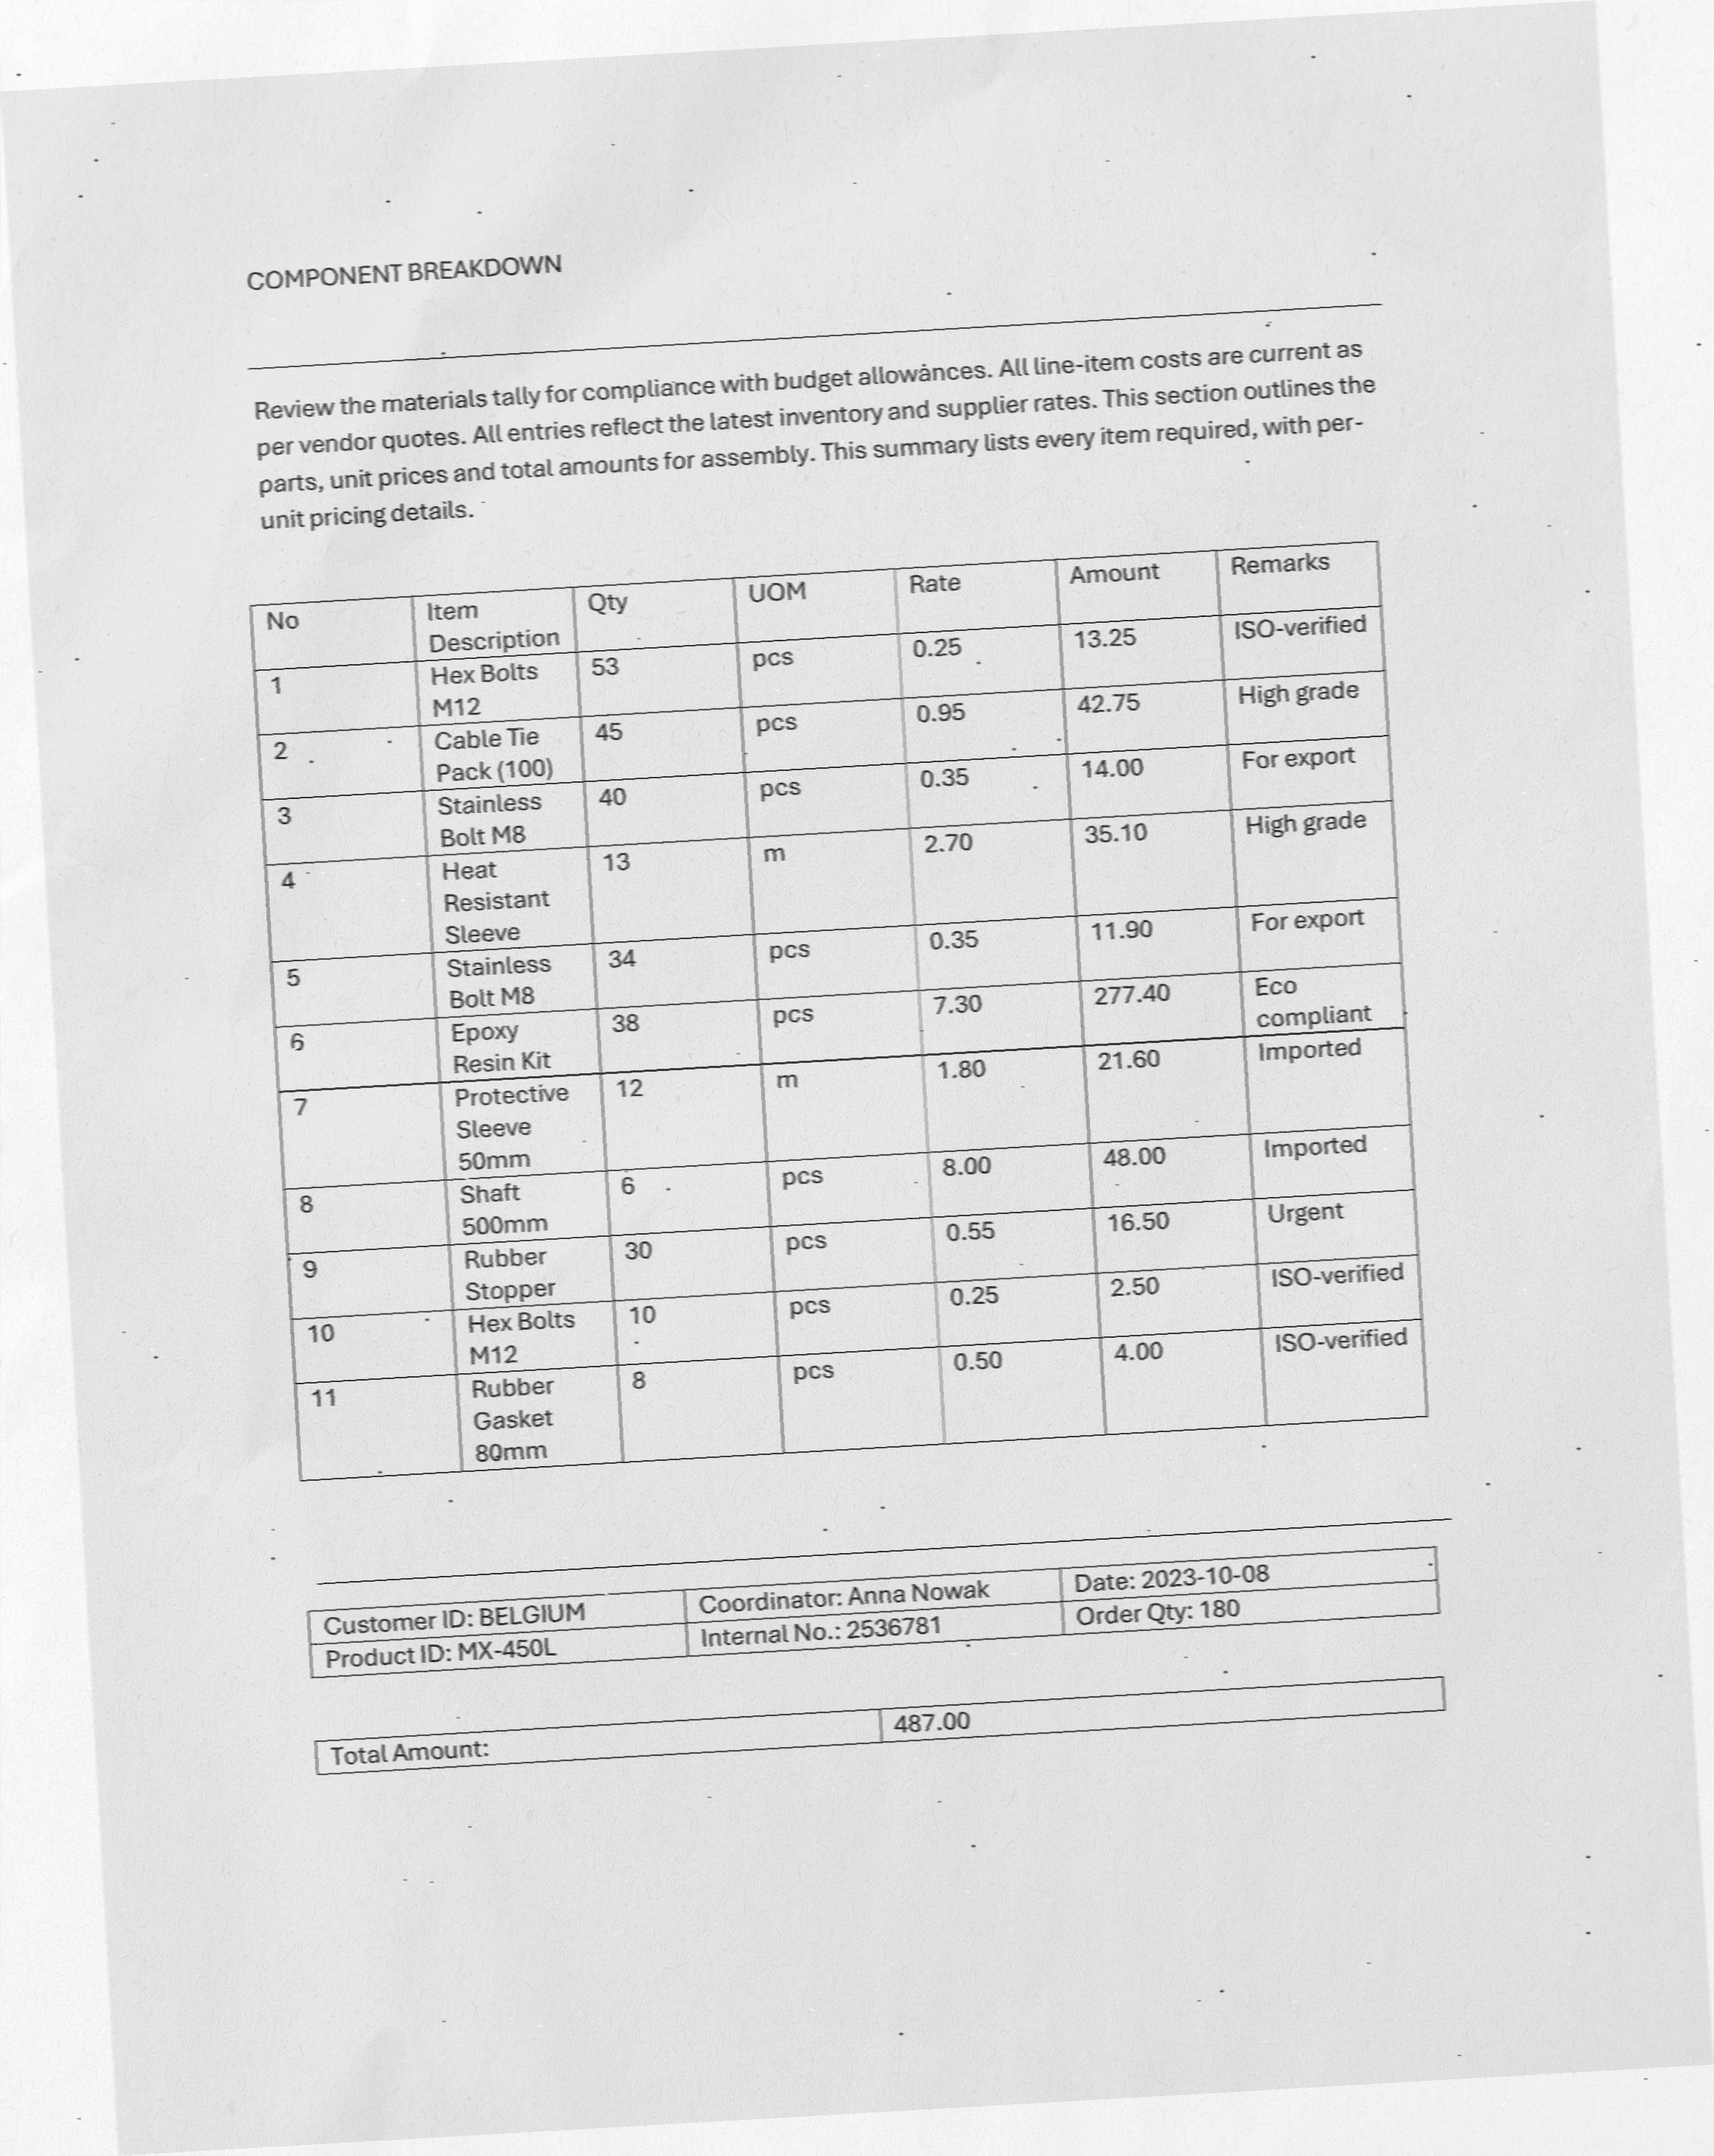 COMPONENT BREAKDOWN
Review the materials tally for compliance with budget allowances. All line-item costs are current as
per vendor quotes. All entries reflect the latest inventory and supplier rates. This section outlines the
parts, unit prices and total amounts for assembly. This summary lists every item required, with per-
unit pricing details.
No Item Qty UOM Rate Amount Remarks
Description
1 Hex Bolts 53 pcs 0.25 13.25 ISO-verified
M12
2 Cable Tie 45 pcs 0.95 42.75 High grade
Pack (100)
3 Stainless 40 pcs 0.35 14.00 For export
Bolt M8
4 Heat 13 m 2.70 35.10 High grade
Resistant
Sleeve
5 Stainless 34 pcs 0.35 11.90 For export
Bolt M8
6 Epoxy 38 pcs 7.30 277.40 Eco
Resin Kit compliant
7 Protective 12 m 1.80 21.60 Imported
Sleeve
50mm
8 Shaft 6 pcs 8.00 48.00 Imported
500mm
9 Rubber 30 pcs 0.55 16.50 Urgent
Stopper
10 Hex Bolts 10 pcs 0.25 2.50 ISO-verified
M12
11 Rubber 8 pcs 0.50 4.00 ISO-verified
Gasket
80mm
Customer ID: BELGIUM Coordinator: Anna Nowak Date: 2023-10-08
Product ID: MX-450L Internal No.: 2536781 Order Qty: 180
Total Amount: 487.00